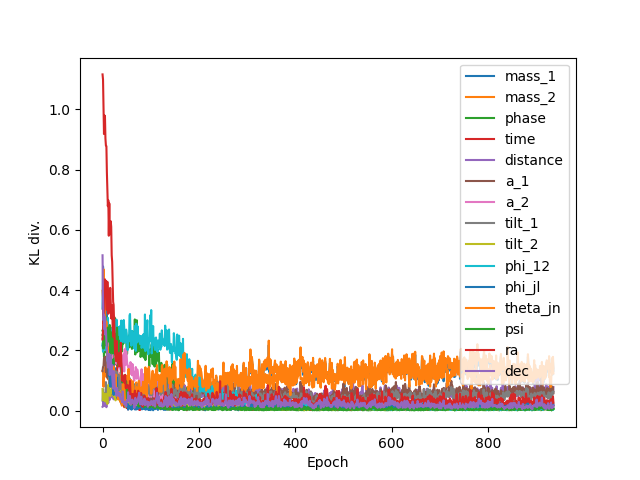 1.0
0.8
0.6
0.4
0.2
0.0
KL div.
0
200
400
600
800
Epoch
mass_1
mass_2
phase
time
distance
a_1
a_2
tilt_1
tilt_2
phi_12
phi_jl
theta_jn
psi
ra
dec